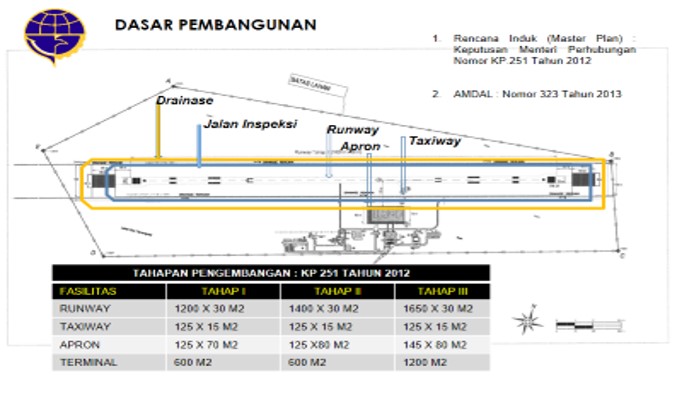 DASAR PEMBANGUNAN
1. Rencana Induk (Master Plan) :
Keputusan Menteri Perhubungan
Nomor KP 251 Tahun 2012
2. AMDAL : Nomor 323 Tahun 2013
Drainase
Jalan Inspeksi
Runway
Apron
Taxiway
TAHAPAN PENGEMBANGAN : KP 251 TAHUN 2012
FASILITAS TAHAP I TAHAP II TAHAP III
RUNWAY 1200 X 30 M2 1400 X 30 M2 1650 X 30 M2
TAXIWAY 125 X 15 M2 125 X 15 M2 125 X 15 M2
APRON 125 X 70 M2 125 X80 M2 145 X 80 M2
TERMINAL 600 M2 600 M2 1200 M2